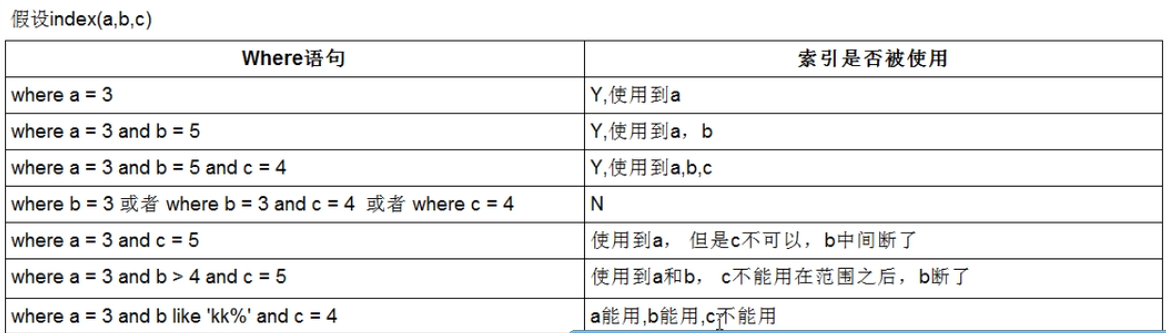 假设index(a,b,c)
Where语句 索引是否被使用
where a = 3 Y,使用到a
where a = 3 and b = 5 Y,使用到a，b
where a = 3 and b = 5 and c = 4 Y,使用到a,b,c
where b = 3 或者 where b = 3 and c = 4 或者 where c = 4 N
where a = 3 and c = 5 使用到a， 但是c不可以，b中间断了
where a = 3 and b > 4 and c = 5 使用到a和b， c不能用在范围之后，b断了
where a = 3 and b like 'kk%' and c = 4 a能用,b能用,c不能用